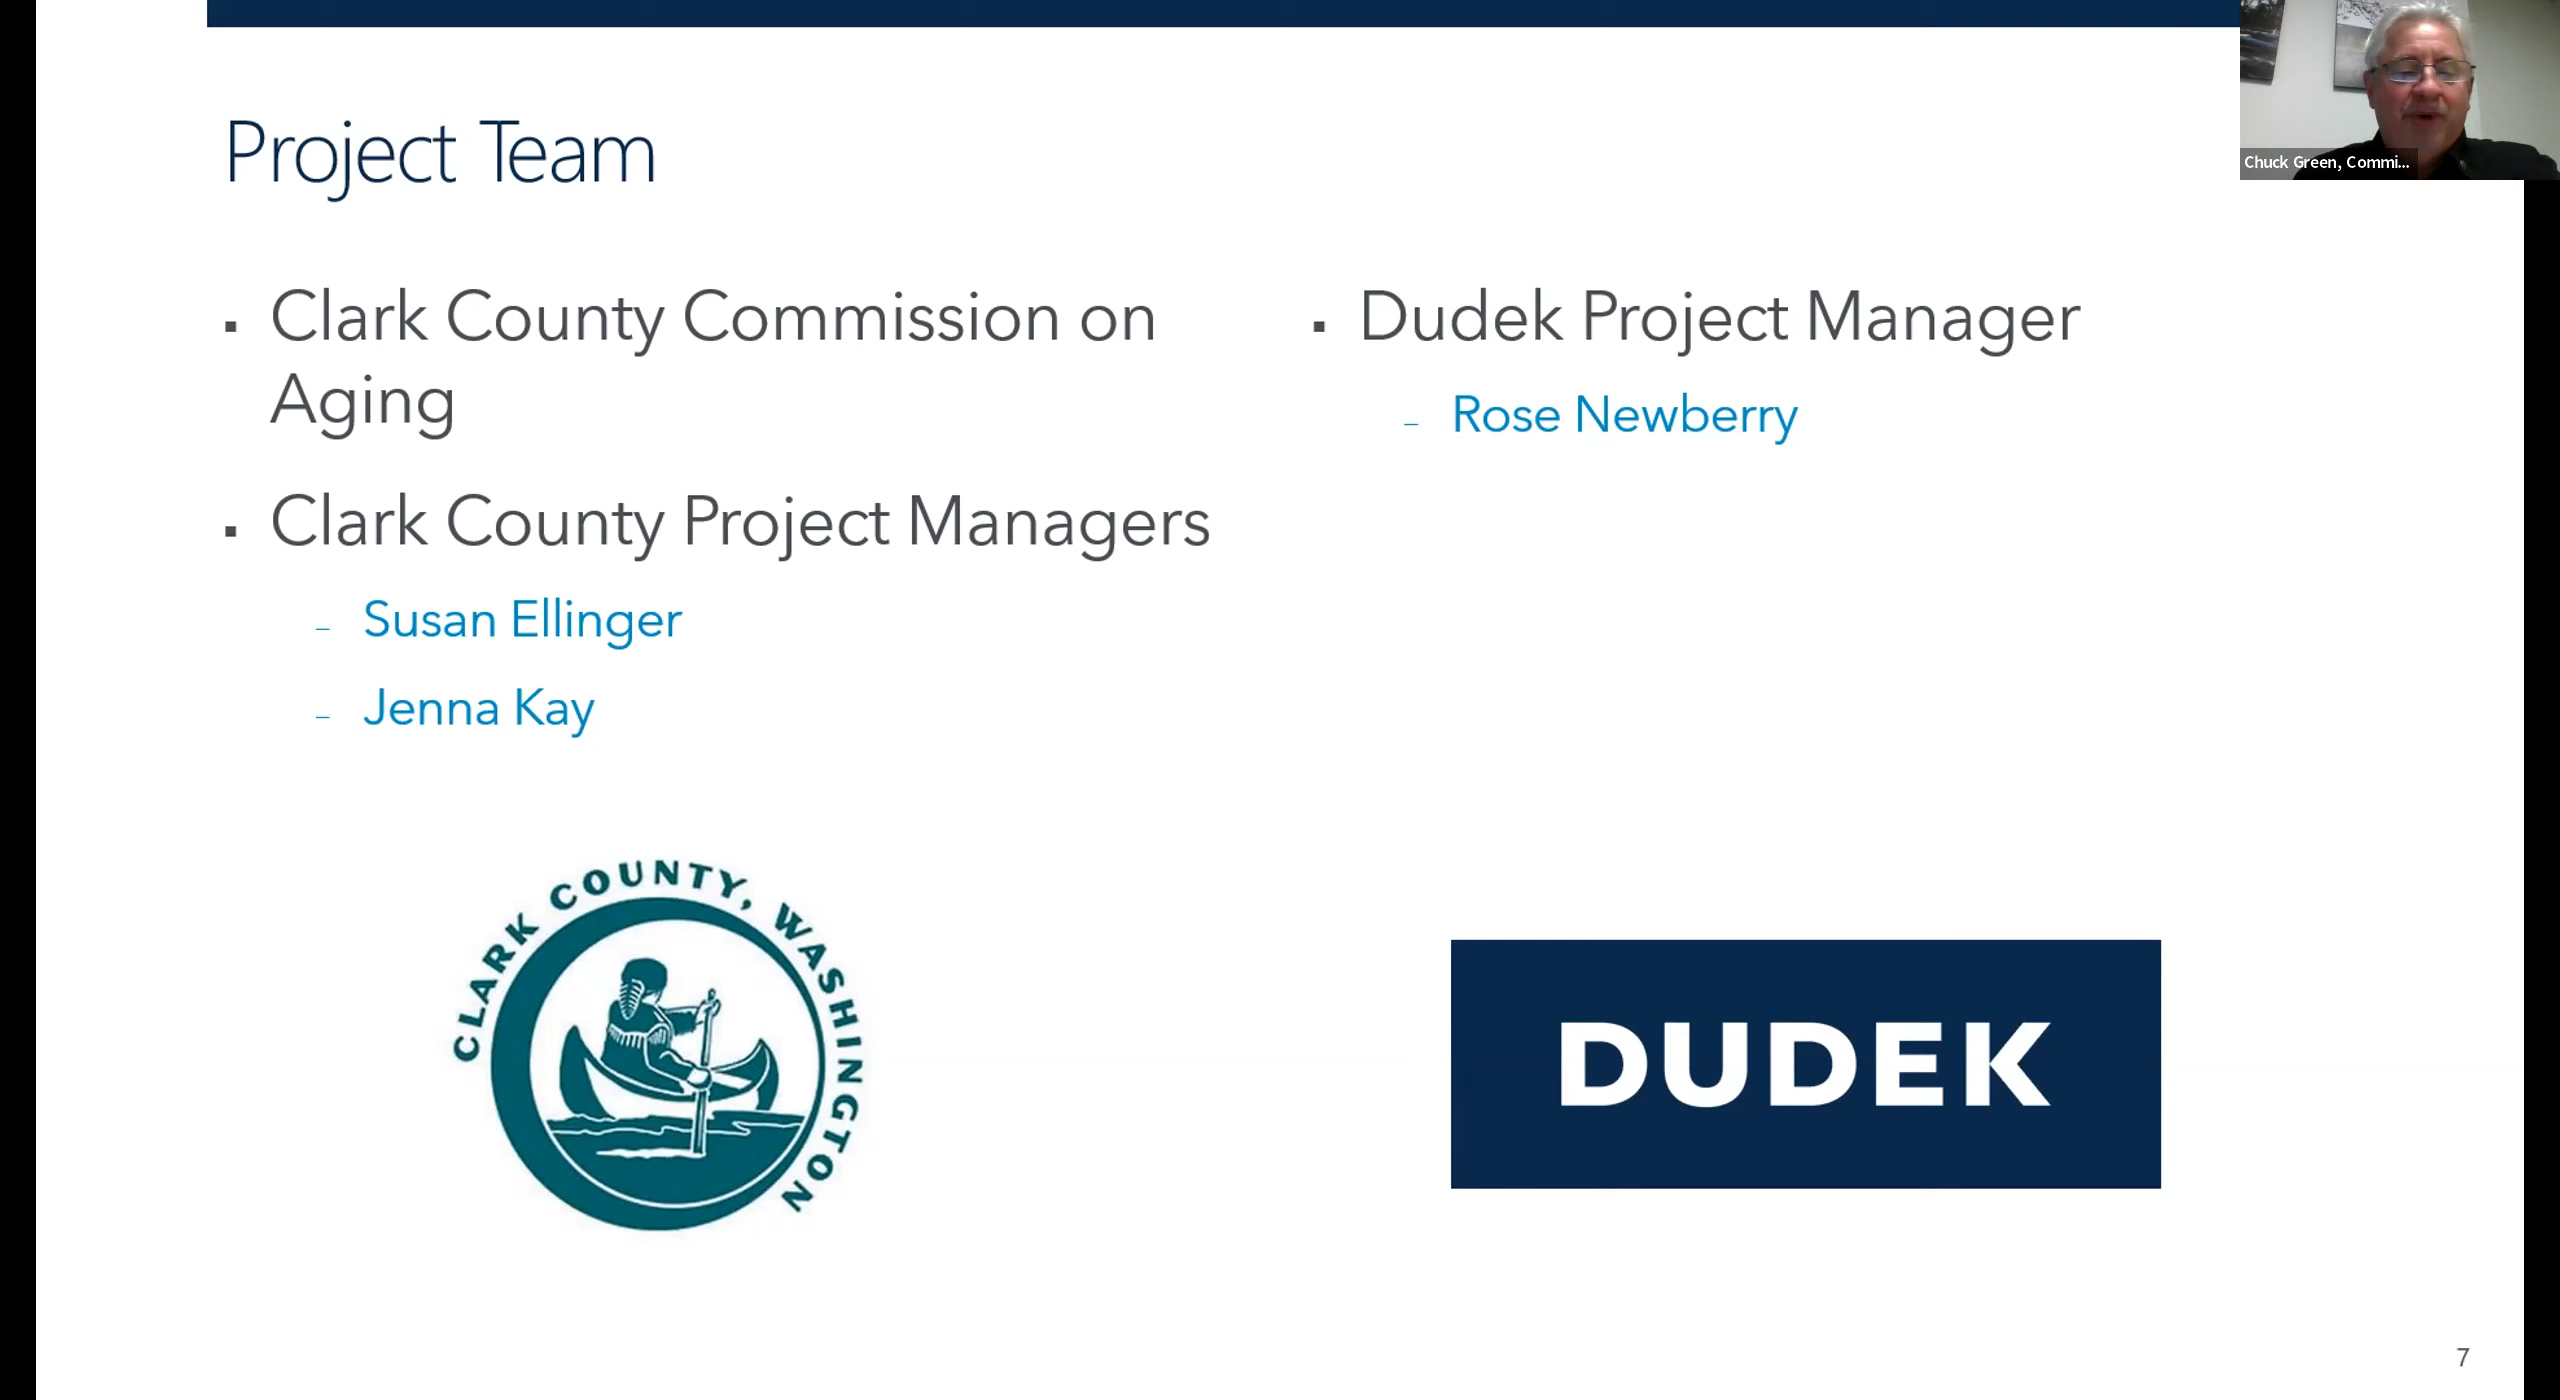 Project Team
Clark County Commission on
Aging
Clark County Project Managers
Susan Ellinger
Jenna Kay
Dudek Project Manager
Rose Newberry
CLARK COUNTY, WASHINGTON
DUDEK
Chuck Green, Commi...
7